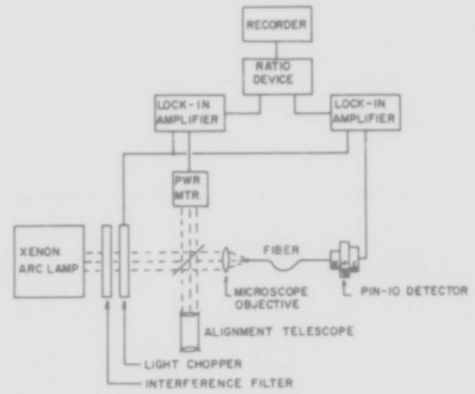 RECORDER
RATIO
DEVICE
LOCK-IN
AMPLIFIER
LOCK-IN
AMPLIFIER
PWR.
MTR.
XENON
ARC LAMP
FIBER
MICROSCOPE
OBJECTIVE
PIN-10 DETECTOR
ALIGNMENT TELESCOPE
LIGHT CHOPPER
INTERFERENCE FILTER